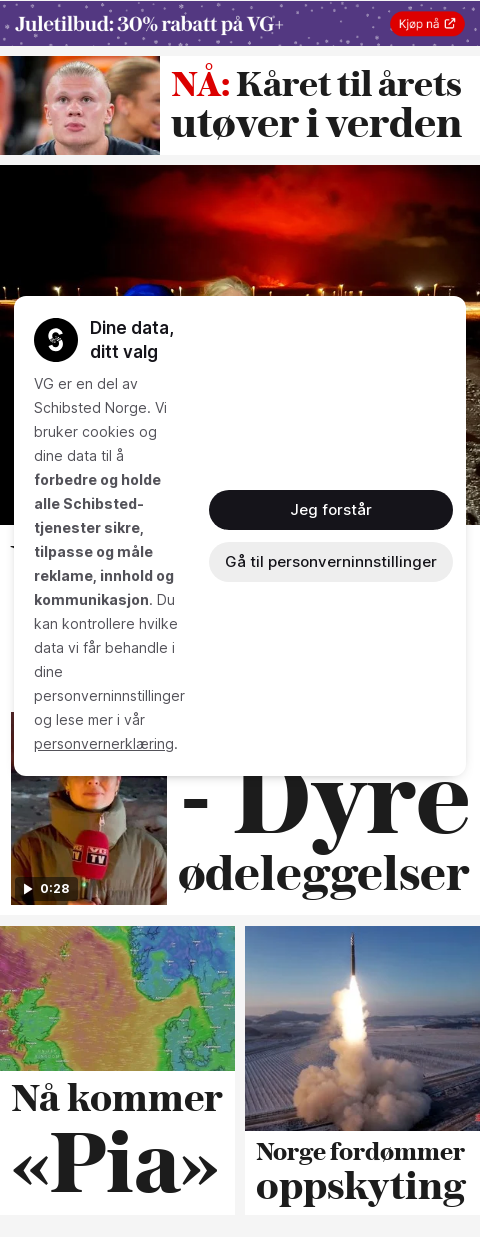 Juletilbud: 30% rabatt på VG+
Kjøp nå
NÅ: Kåret til årets
utøver i verden
Dine data,
ditt valg
VG er en del av
Schibsted Norge. Vi
bruker cookies og
dine data til å
forbedre og holde
alle Schibsted-
tjenester sikre,
tilpasse og måle
reklame, innhold og
kommunikasjon. Du
kan kontrollere hvilke
data vi får behandle i
dine
personverninnstillinger
og lese mer i vår
personvernerklæring.
Jeg forstår
Gå til personverninnstillinger
0:28
- Dyre
ødeleggelser
Nå kommer
«Pia»
Norge fordømmer
oppskyting